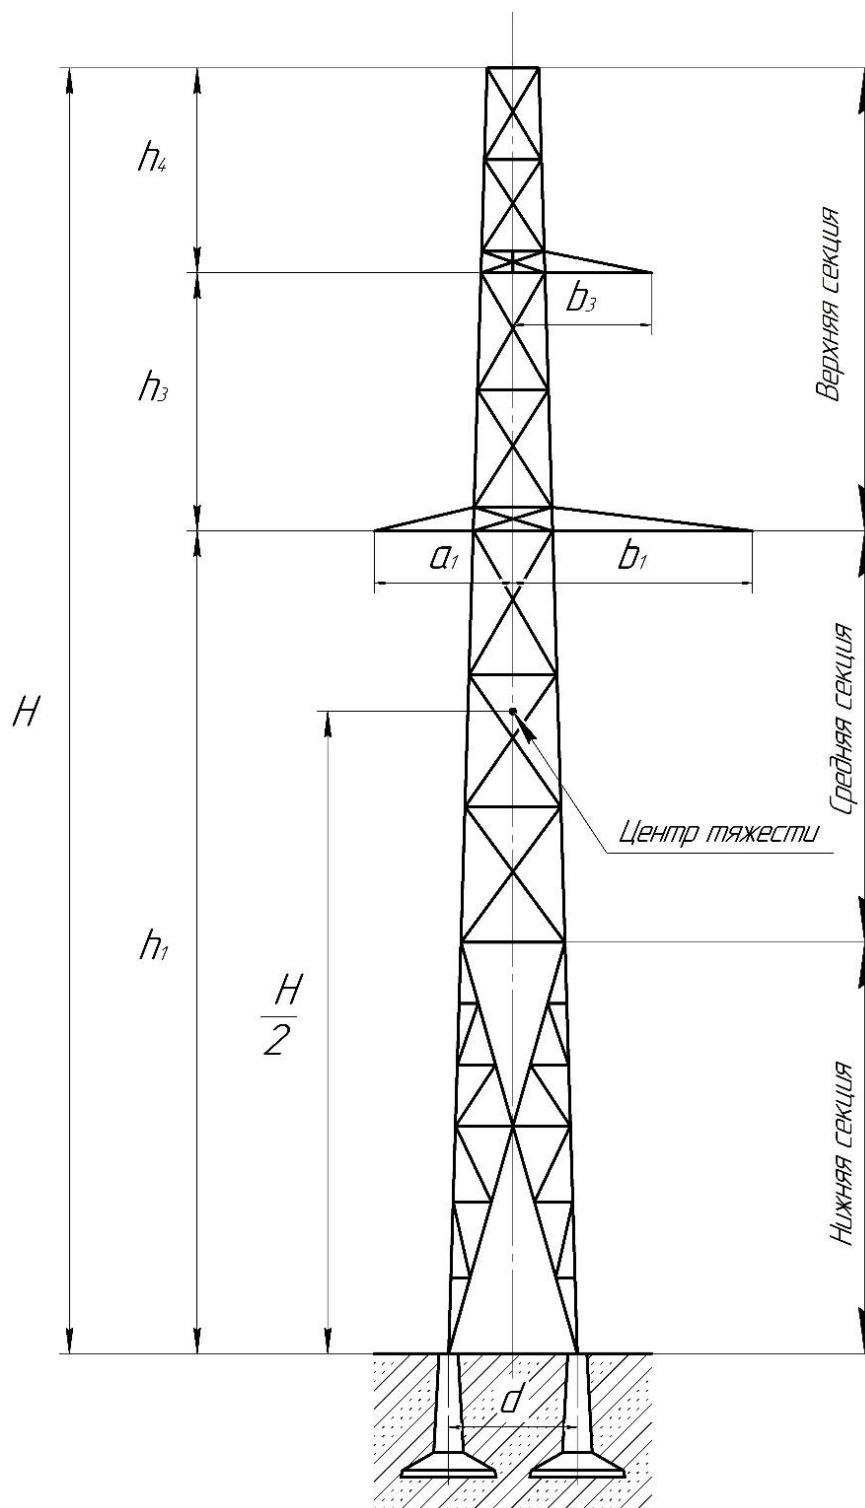 h₄
Верхняя секция
b₃
h₃
a₁
b₁
H
Средняя секция
Центр тяжести
h₁
H
2
Нижняя секция
d